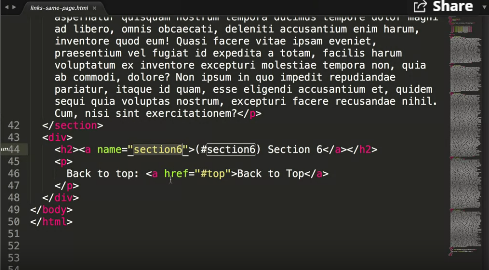 links-same-page.html
Share
aspernatur quisquam nostrum tempora ducimus tempore dolor magni
ad libero, omnis obcaecati, deleniti accusantium enim harum,
inventore quod eum! Quasi facere vitae ipsam eveniet,
praesentium vel fugiat id expedita a totam, facilis harum
voluptatum ex inventore excepturi molestiae tempora non, quia
ab commodi, dolore? Non ipsum in quo impedit repudiandae
pariatur, itaque id quam, esse eligendi accusantium et, quidem
sequi quia voluptas nostrum, excepturi facere recusandae nihil.
Cum, nisi sint exercitationem?</p>
42 </section>
43 <div>
44 <h2><a name="section6">(#section6) Section 6</a></h2>
45 <p>
46 Back to top: <a href="#top">Back to Top</a>
47 </p>
48 </div>
49 </body>
50 </html>
51
52
53
54